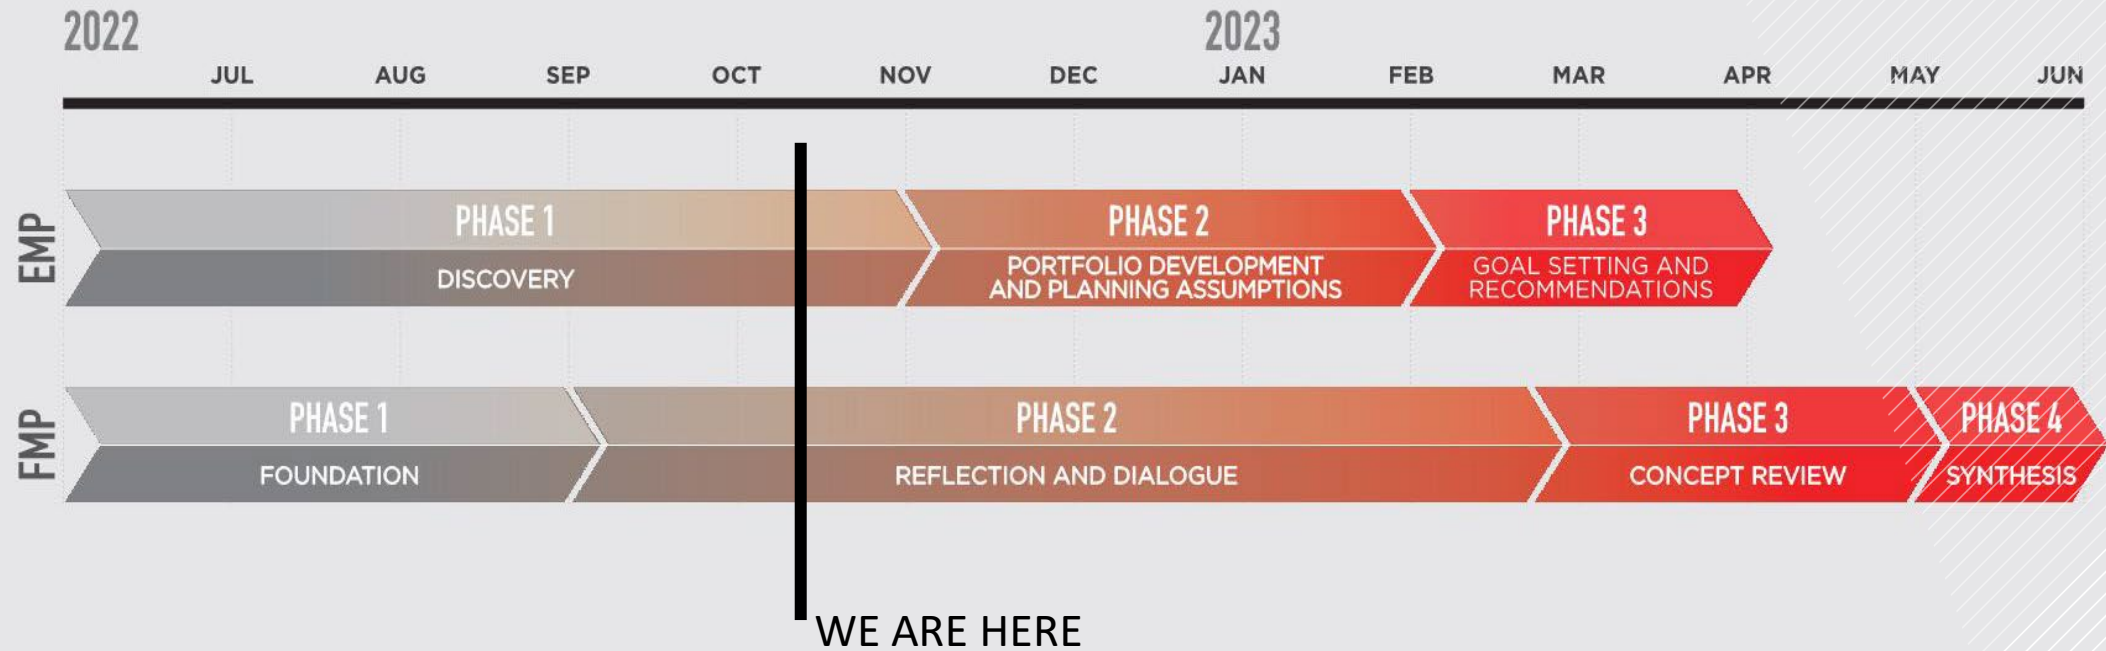 2022 2023
JUL AUG SEP OCT NOV DEC JAN FEB MAR APR MAY JUN
EMP
PHASE 1
DISCOVERY
PHASE 2
PORTFOLIO DEVELOPMENT
AND PLANNING ASSUMPTIONS
PHASE 3
GOAL SETTING AND
RECOMMENDATIONS
FMP
PHASE 1
FOUNDATION
PHASE 2
REFLECTION AND DIALOGUE
PHASE 3
CONCEPT REVIEW
PHASE 4
SYNTHESIS
WE ARE HERE